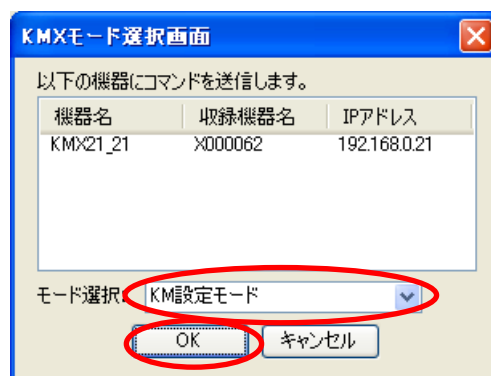 KMXモード選択画面
以下の機器にコマンドを送信します。
機器名 収録機器名 IPアドレス
KMX21_21 X000062 192.168.0.21
モード選択: KM設定モード
OK キャンセル